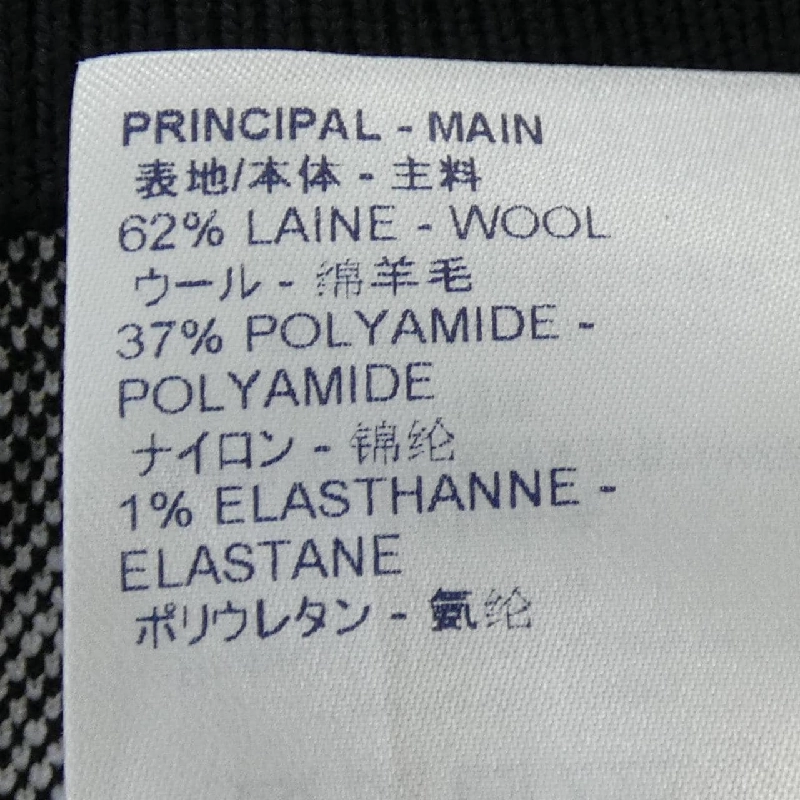 PRINCIPAL - MAIN
表地/本体 - 主料
62% LAINE - WOOL
ウール - 绵羊毛
37% POLYAMIDE -
POLYAMIDE
ナイロン - 锦纶
1% ELASTHANNE -
ELASTANE
ポリウレタン - 氨纶